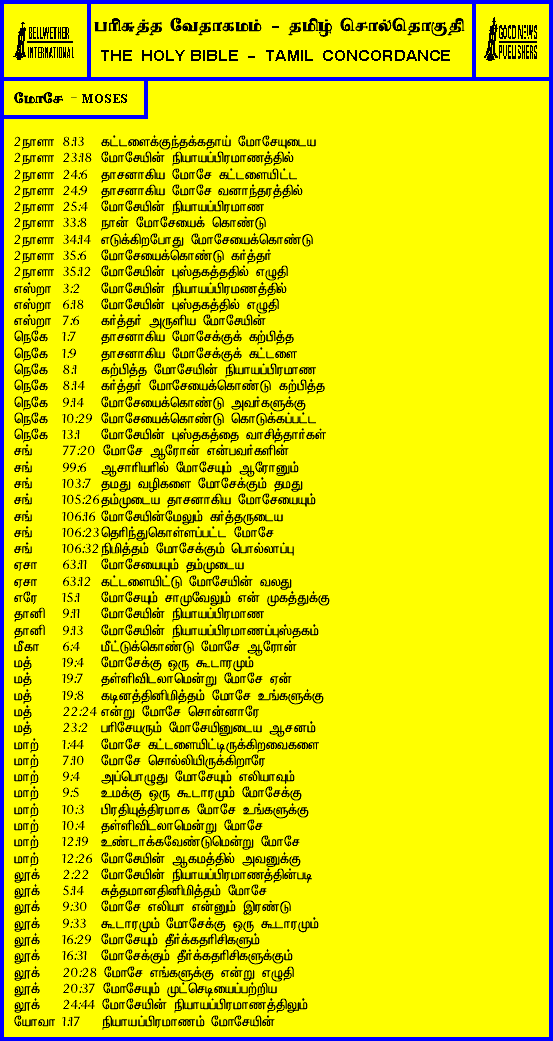 BELLWETHER
INTERNATIONAL
பரிசுத்த வேதாகமம் - தமிழ் சொல்தொகுதி
THE HOLY BIBLE - TAMIL CONCORDANCE
GOOD NEWS
PUBLISHERS
மோசே - MOSES
2நாளா 8:13 கட்டளைக்குந்தக்கதாய் மோசேயுடைய
2நாளா 23:18 மோசேயின் நியாயப்பிரமாணத்தில்
2நாளா 24:6 தாசனாகிய மோசே கட்டளையிட்ட
2நாளா 24:9 தாசனாகிய மோசே வனாந்தரத்தில்
2நாளா 25:4 மோசேயின் நியாயப்பிரமாண
2நாளா 33:8 நான் மோசேயைக் கொண்டு
2நாளா 34:14 எடுக்கிறபோது மோசேயைக்கொண்டு
2நாளா 35:6 மோசேயைக்கொண்டு கர்த்தர்
2நாளா 35:12 மோசேயின் புஸ்தகத்ததில் எழுதி
எஸ்றா 3:2 மோசேயின் நியாயப்பிரமணத்தில்
எஸ்றா 6:18 மோசேயின் புஸ்தகத்தில் எழுதி
எஸ்றா 7:6 கர்த்தர் அருளிய மோசேயின்
நெகே 1:7 தாசனாகிய மோசேக்குக் கற்பித்த
நெகே 1:9 தாசனாகிய மோசேக்குக் கட்டளை
நெகே 8:1 கற்பித்த மோசேயின் நியாயப்பிரமாண
நெகே 8:14 கர்த்தர் மோசேயைக்கொண்டு கற்பித்த
நெகே 9:14 மோசேயைக்கொண்டு அவர்களுக்கு
நெகே 10:29 மோசேயைக்கொண்டு கொடுக்கப்பட்ட
நெகே 13:1 மோசேயின் புஸ்தகத்தை வாசித்தார்கள்
சங் 77:20 மோசே ஆரோன் என்பவர்களின்
சங் 99:6 ஆசாரியரில் மோசேயும் ஆரோனும்
சங் 103:7 தமது வழிகளை மோசேக்கும் தமது
சங் 105:26 தம்முடைய தாசனாகிய மோசேயையும்
சங் 106:16 மோசேயின்மேலும் கர்த்தருடைய
சங் 106:23 தெரிந்துகொள்ளப்பட்ட மோசே
சங் 106:32 நிமித்தம் மோசேக்கும் பொல்லாப்பு
ஏசா 63:11 மோசேயையும் தம்முடைய
ஏசா 63:12 கட்டளையிட்டு மோசேயின் வலது
எரே 15:1 மோசேயும் சாமுவேலும் என் முகத்துக்கு
தானி 9:11 மோசேயின் நியாயப்பிரமாண
தானி 9:13 மோசேயின் நியாயப்பிரமாணப்புஸ்தகம்
மீகா 6:4 மீட்டுக்கொண்டு மோசே ஆரோன்
மத் 19:4 மோசேக்கு ஒரு கூடாரமும்
மத் 19:7 தள்ளிவிடலாமென்று மோசே ஏன்
மத் 19:8 கடினத்தினிமித்தம் மோசே உங்களுக்கு
மத் 22:24 என்று மோசே சொன்னாரே
மத் 23:2 பரிசேயரும் மோசேயினுடைய ஆசனம்
மாற் 1:44 மோசே கட்டளையிட்டிருக்கிறவைகளை
மாற் 7:10 மோசே சொல்லியிருக்கிறாரே
மாற் 9:4 அப்பொழுது மோசேயும் எலியாவும்
மாற் 9:5 உமக்கு ஒரு கூடாரமும் மோசேக்கு
மாற் 10:3 பிரதியுத்திரமாக மோசே உங்களுக்கு
மாற் 10:4 தள்ளிவிடலாமென்று மோசே
மாற் 12:19 உண்டாக்கவேண்டுமென்று மோசே
மாற் 12:26 மோசேயின் ஆகமத்தில் அவனுக்கு
லூக் 2:22 மோசேயின் நியாயப்பிரமாணத்தின்படி
லூக் 5:14 சுத்தமானதினிமித்தம் மோசே
லூக் 9:30 மோசே எலியா என்னும் இரண்டு
லூக் 9:33 கூடாரமும் மோசேக்கு ஒரு கூடாரமும்
லூக் 16:29 மோசேயும் தீர்க்கதரிசிகளும்
லூக் 16:31 மோசேக்கும் தீர்க்கதரிசிகளுக்கும்
லூக் 20:28 மோசே எங்களுக்கு என்று எழுதி
லூக் 20:37 மோசேயும் முட்செடியைப்பற்றிய
லூக் 24:44 மோசேயின் நியாயப்பிரமாணத்திலும்
யோவா 1:17 நியாயப்பிரமாணம் மோசேயின்